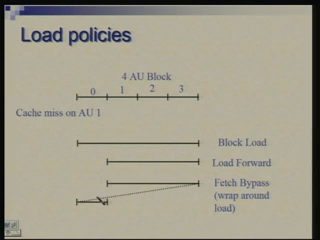 Load policies
4 AU Block
0 1 2 3
Cache miss on AU 1
Block Load
Load Forward
Fetch Bypass
(wrap around
load)